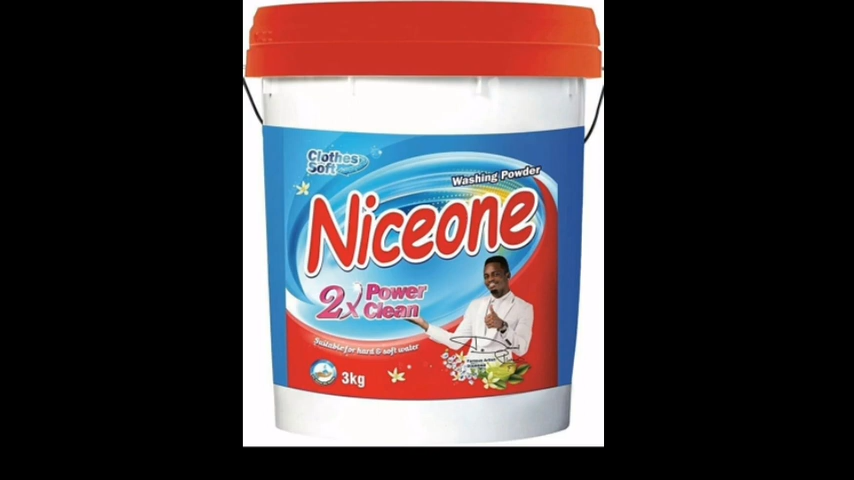 Clothes
Soft
Washing Powder
Niceone
2x Power
Clean
Suitable for hard & soft water
3kg